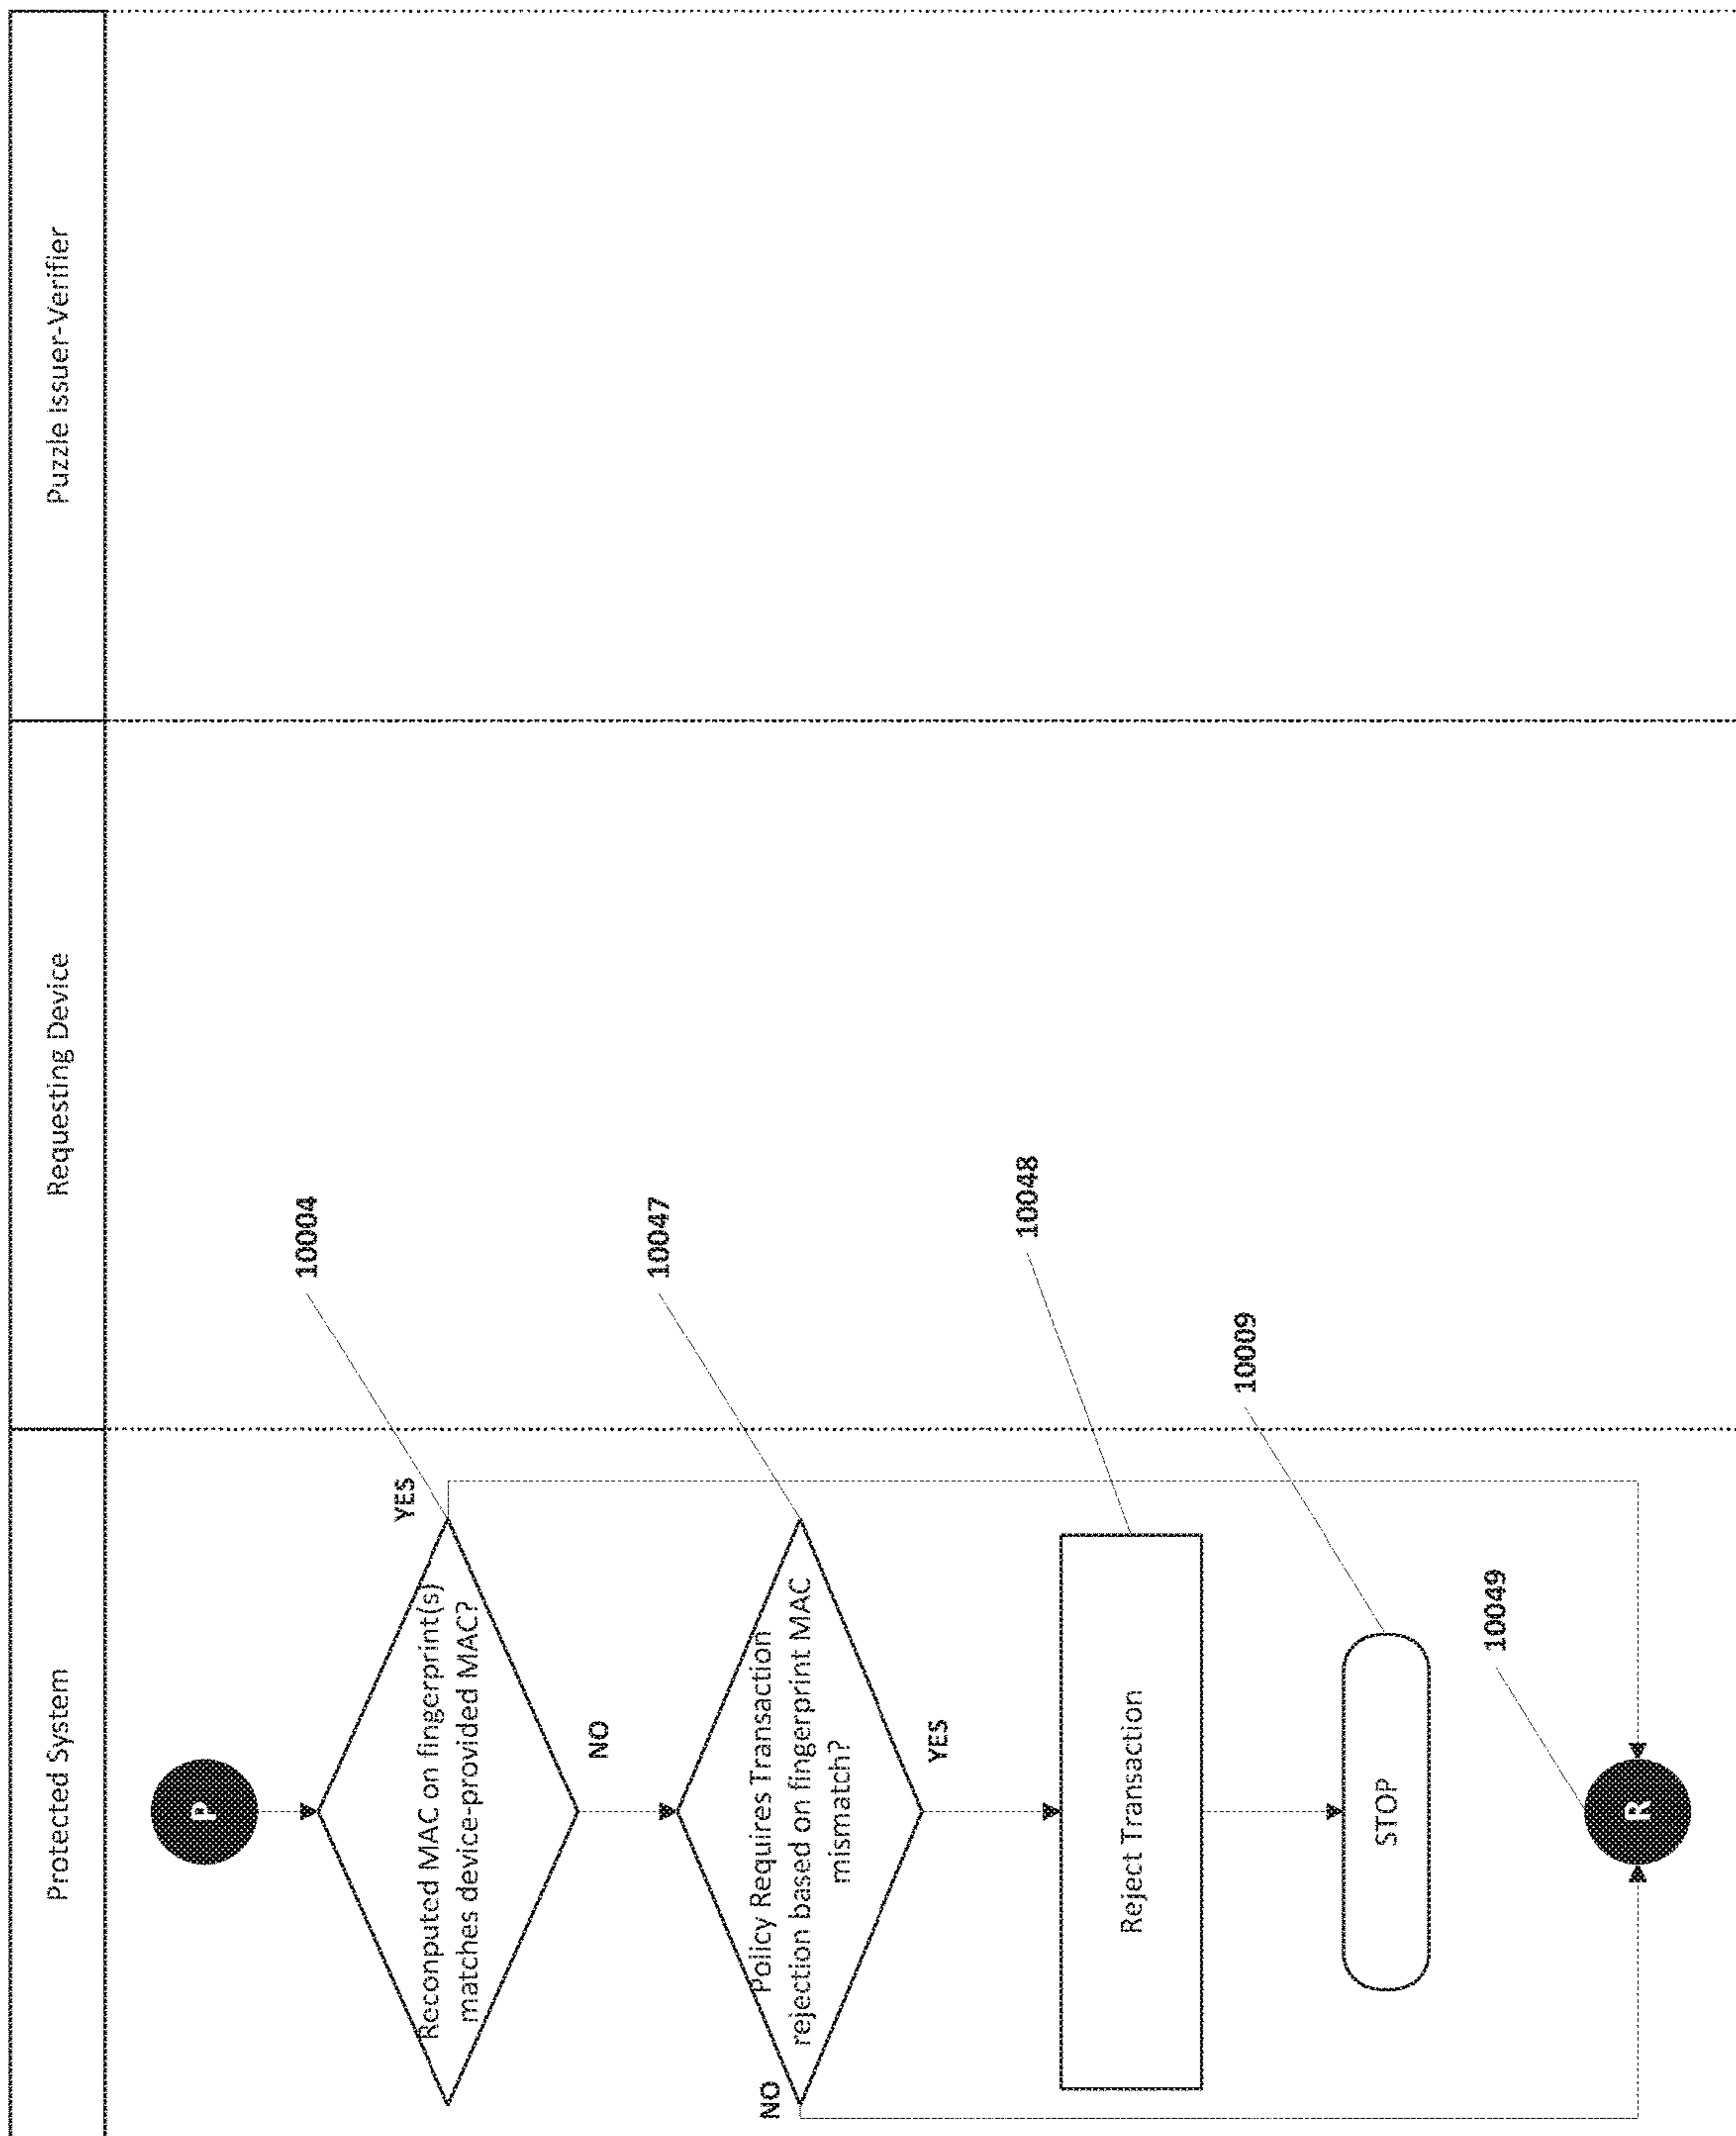 Protected System
Requesting Device
Puzzle Issuer-Verifier
P
Reconputed MAC on fingerprint(s)
matches device-provided MAC?
YES
10004
NO
Policy Requires Transaction
rejection based on fingerprint MAC
mismatch?
NO
10047
YES
Reject Transaction
10048
STOP
10009
R
10049